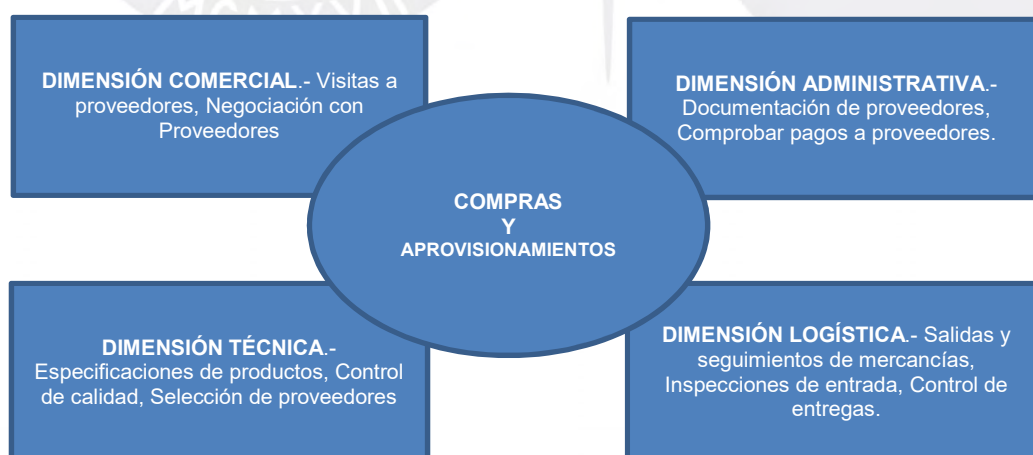 DIMENSIÓN COMERCIAL.- Visitas a
proveedores, Negociación con
Proveedores
DIMENSIÓN ADMINISTRATIVA.-
Documentación de proveedores,
Comprobar pagos a proveedores.
COMPRAS
Y
APROVISIONAMIENTOS
DIMENSIÓN TÉCNICA.-
Especificaciones de productos, Control
de calidad, Selección de proveedores
DIMENSIÓN LOGÍSTICA.- Salidas y
seguimientos de mercancías,
Inspecciones de entrada, Control de
entregas.